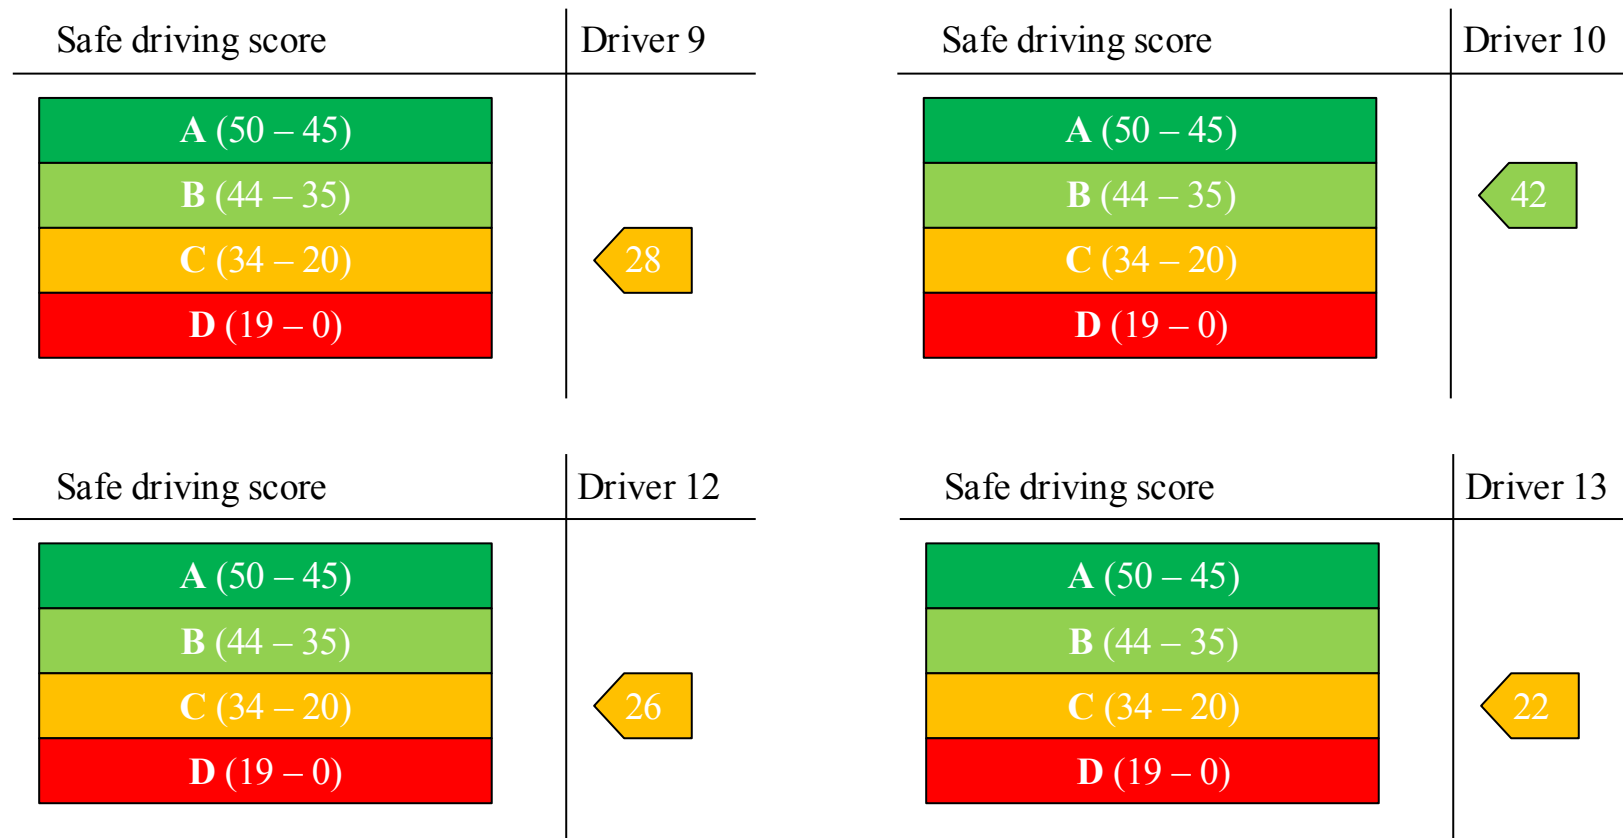 Safe driving score Driver 9
A (50 – 45)
B (44 – 35)
C (34 – 20) 28
D (19 – 0)
Safe driving score Driver 10
A (50 – 45)
B (44 – 35) 42
C (34 – 20)
D (19 – 0)
Safe driving score Driver 12
A (50 – 45)
B (44 – 35)
C (34 – 20) 26
D (19 – 0)
Safe driving score Driver 13
A (50 – 45)
B (44 – 35)
C (34 – 20) 22
D (19 – 0)